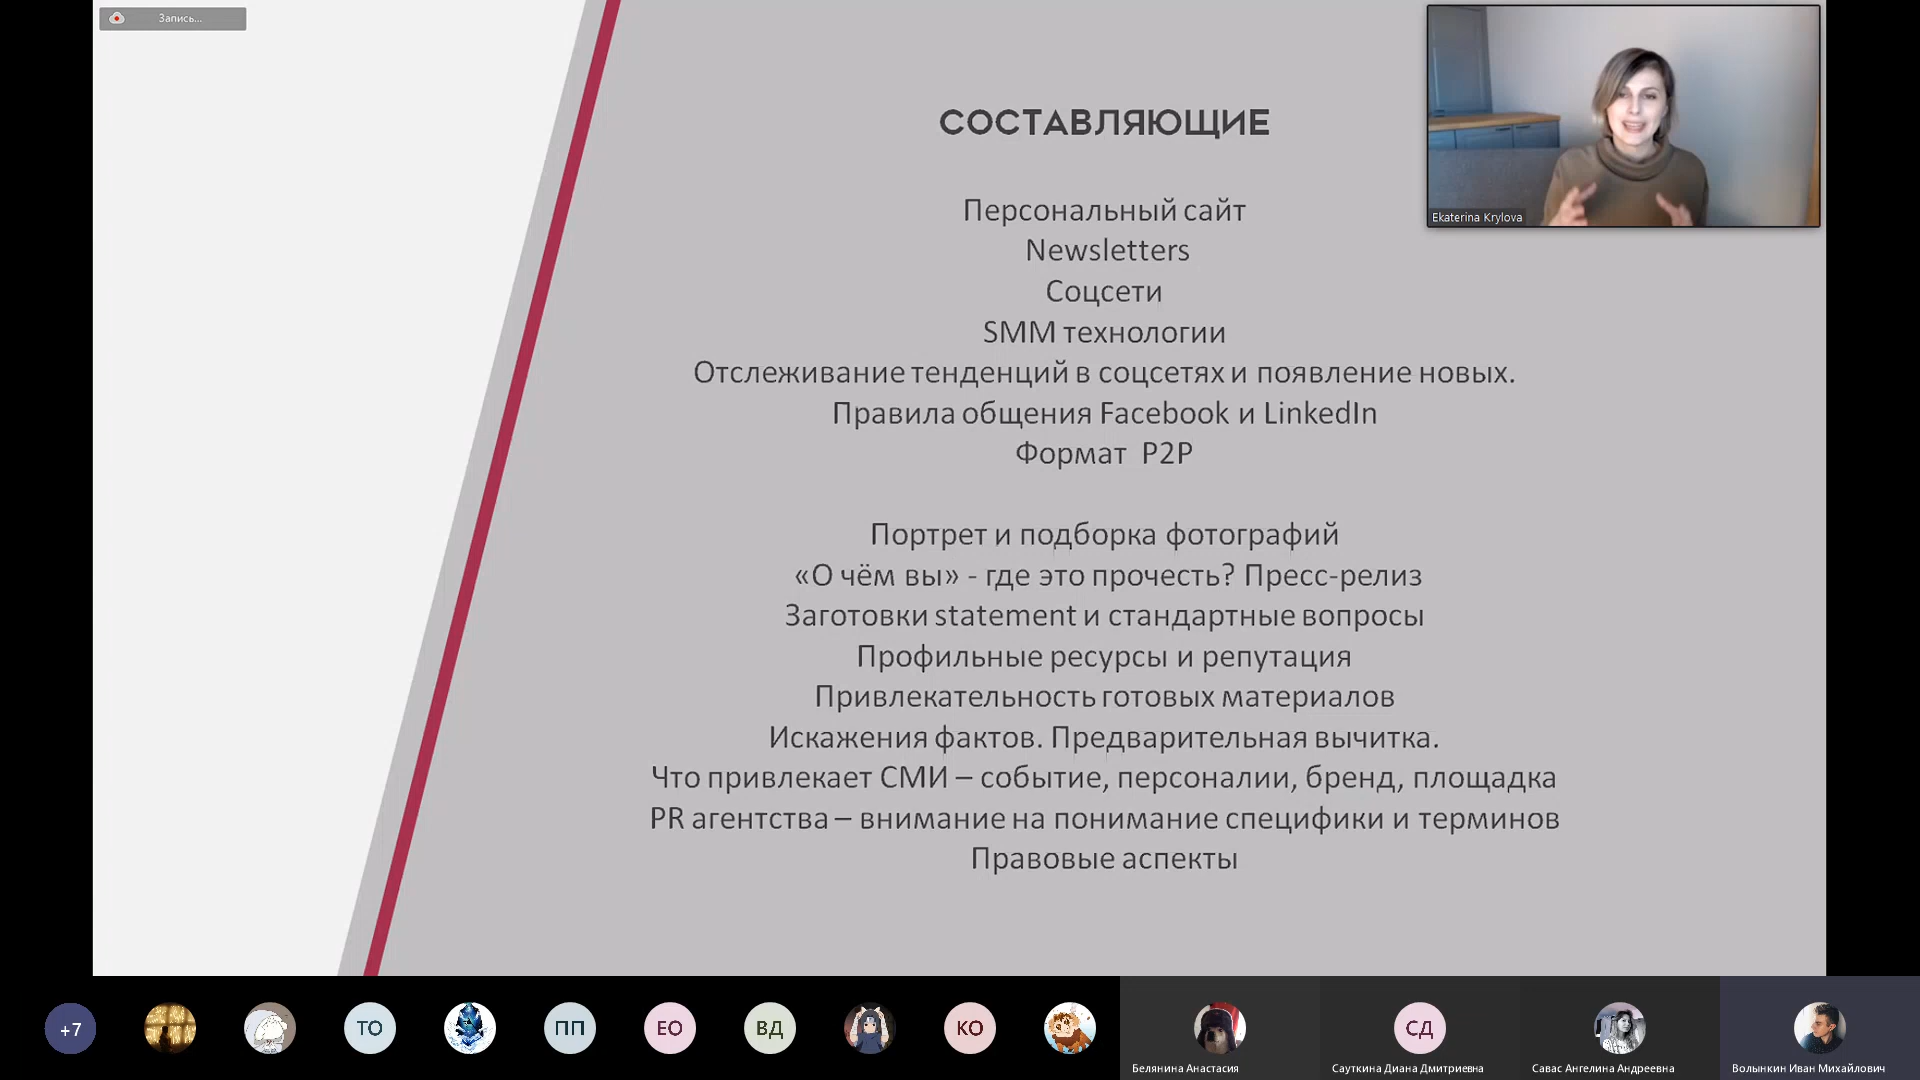 Запись...
СОСТАВЛЯЮЩИЕ
Персональный сайт
Newsletters
Соцсети
SMM технологии
Отслеживание тенденций в соцсетях и появление новых.
Правила общения Facebook и LinkedIn
Формат P2P
Портрет и подборка фотографий
«О чём вы» - где это прочесть? Пресс-релиз
Заготовки statement и стандартные вопросы
Профильные ресурсы и репутация
Привлекательность готовых материалов
Искажения фактов. Предварительная вычитка.
Что привлекает СМИ – событие, персоналии, бренд, площадка
PR агентства – внимание на понимание специфики и терминов
Правовые аспекты
Ekaterina Krylova
+7
ТО
ПП
ЕО
ВД
КО
СД
Белянина Анастасия
Сауткина Диана Дмитриевна
Савас Ангелина Андреевна
Волынкин Иван Михайлович